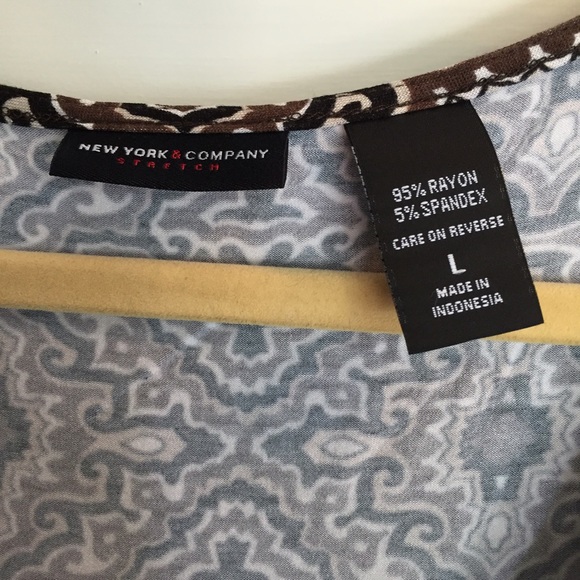 NEW YORK & COMPANY
STRETCH
95% RAYON
5% SPANDEX
CARE ON REVERSE
L
MADE IN
INDONESIA